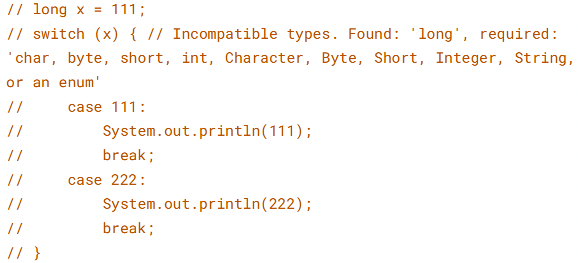 // long x = 111;
// switch (x) { // Incompatible types. Found: 'long', required:
'char, byte, short, int, Character, Byte, Short, Integer, String,
or an enum'
//     case 111:
//         System.out.println(111);
//         break;
//     case 222:
//         System.out.println(222);
//         break;
// }